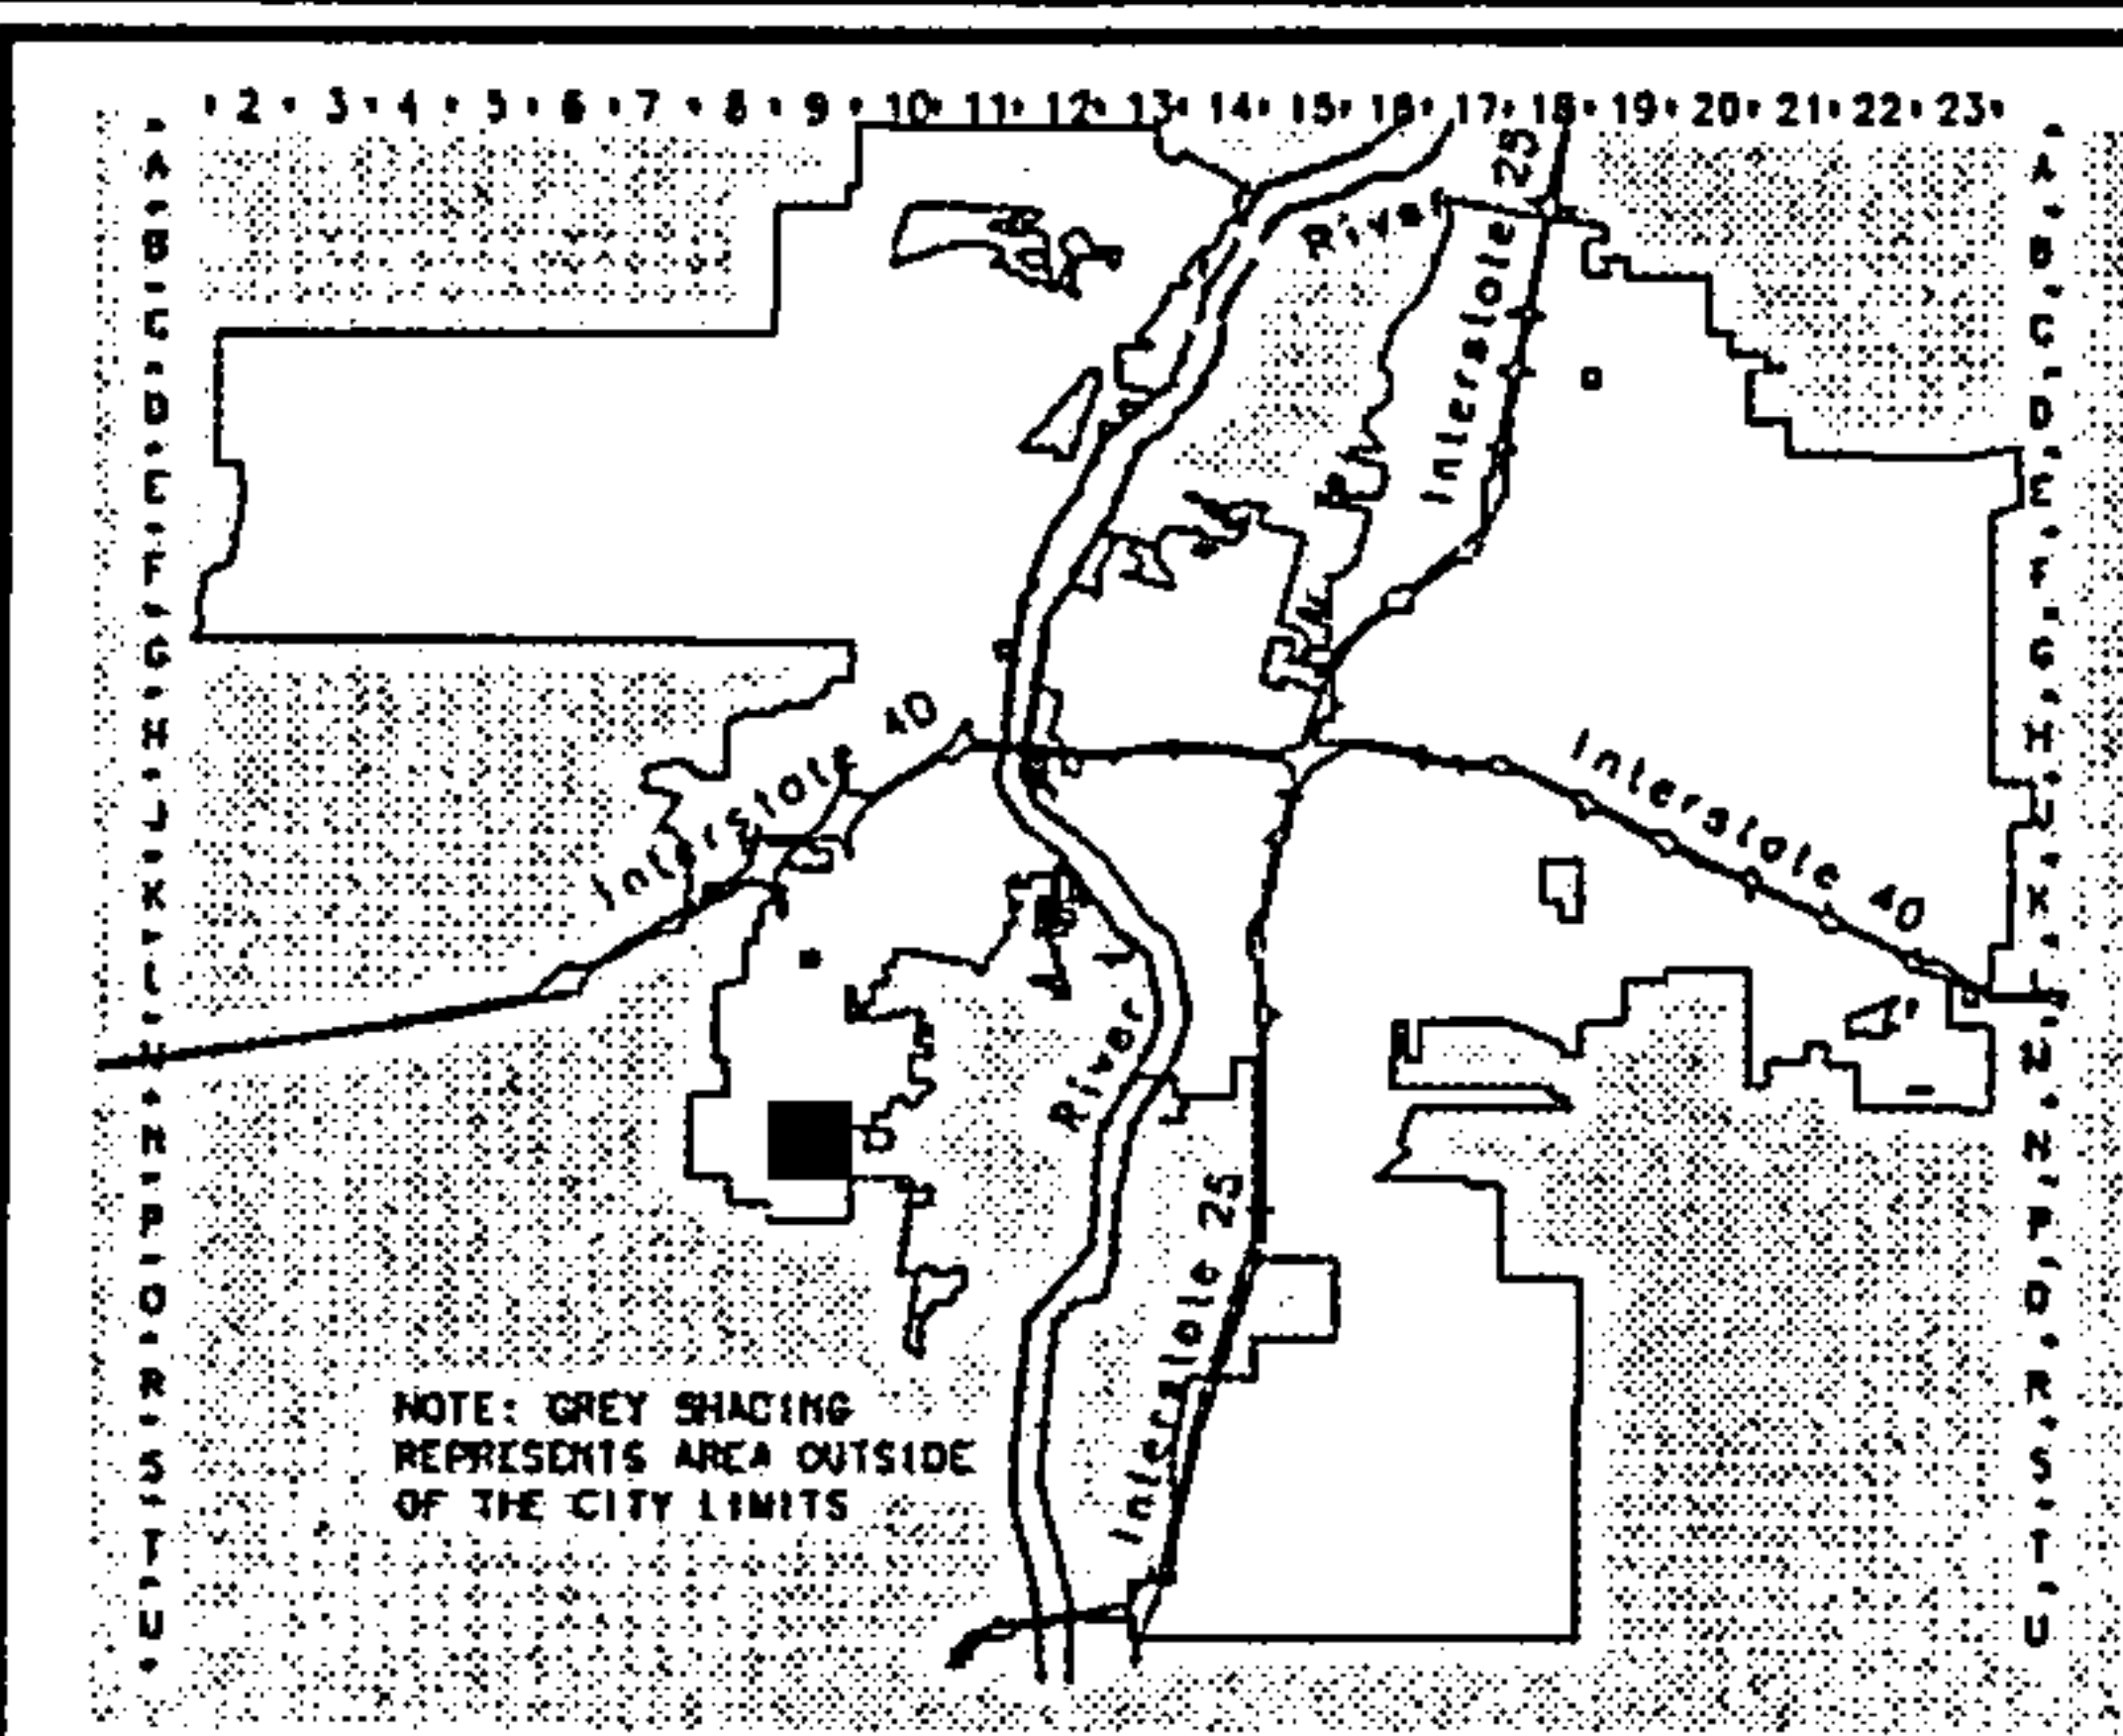 2 3 4 5 6 7 8 9 10 11 12 13 14 15 16 17 18 19 20 21 22 23
A A
B B
C C
D D
E E
F F
G G
H H
J J
K K
L L
M M
N N
P P
Q Q
R R
S S
T T
U U
River
Interstate 25
Interstate 40
Interstate 40
River
Interstate 25
NOTE: GREY SHADING
REPRESENTS AREA OUTSIDE
OF THE CITY LIMITS